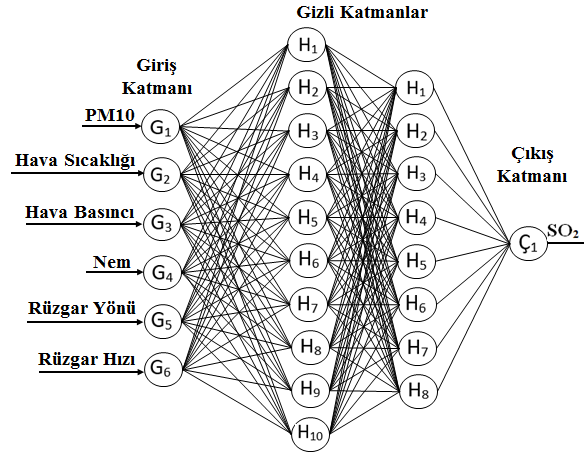 Gizli Katmanlar
Giriş
Katmanı
PM10
Hava Sıcaklığı
Hava Basıncı
Nem
Rüzgar Yönü
Rüzgar Hızı
G1
G2
G3
G4
G5
G6
H1
H2
H3
H4
H5
H6
H7
H8
H9
H10
H1
H2
H3
H4
H5
H6
H7
H8
Çıkış
Katmanı
Ç1
SO2